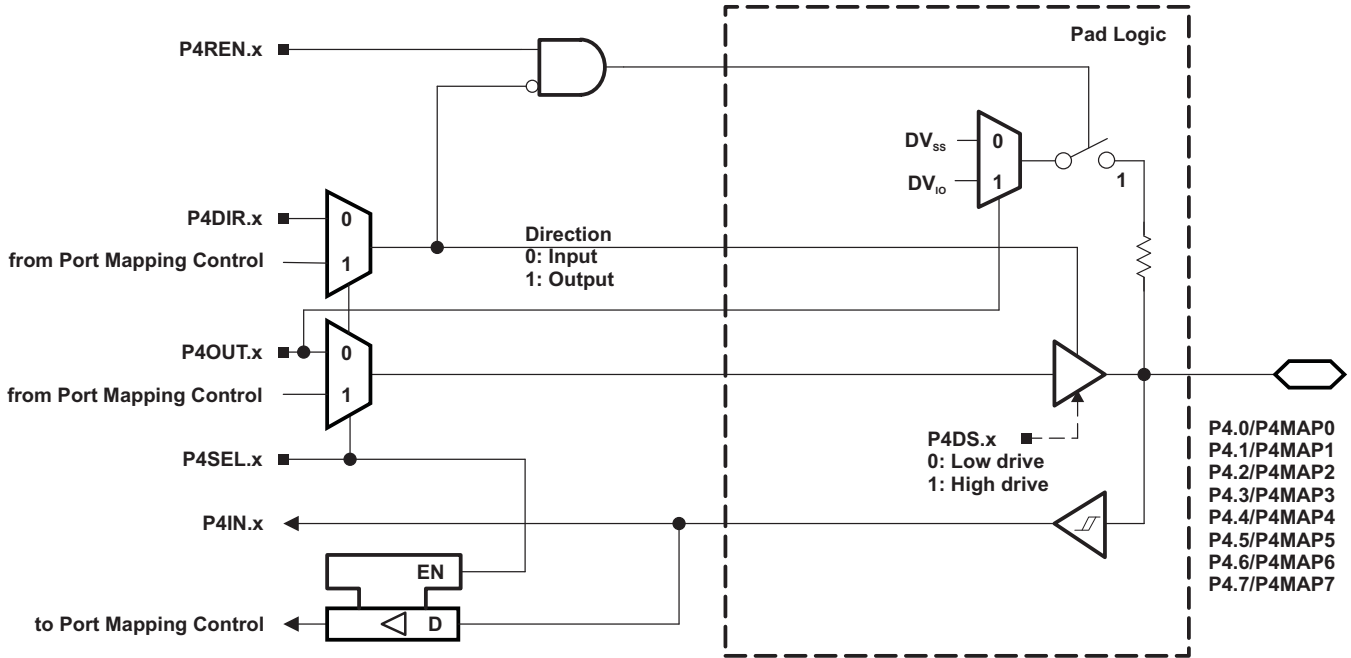 Pad Logic
P4REN.x
DVSS
0
DVIO
1
1
P4DIR.x
0
from Port Mapping Control
1
Direction
0: Input
1: Output
P4OUT.x
0
from Port Mapping Control
1
P4DS.x
0: Low drive
1: High drive
P4SEL.x
P4IN.x
EN
to Port Mapping Control
D
P4.0/P4MAP0
P4.1/P4MAP1
P4.2/P4MAP2
P4.3/P4MAP3
P4.4/P4MAP4
P4.5/P4MAP5
P4.6/P4MAP6
P4.7/P4MAP7